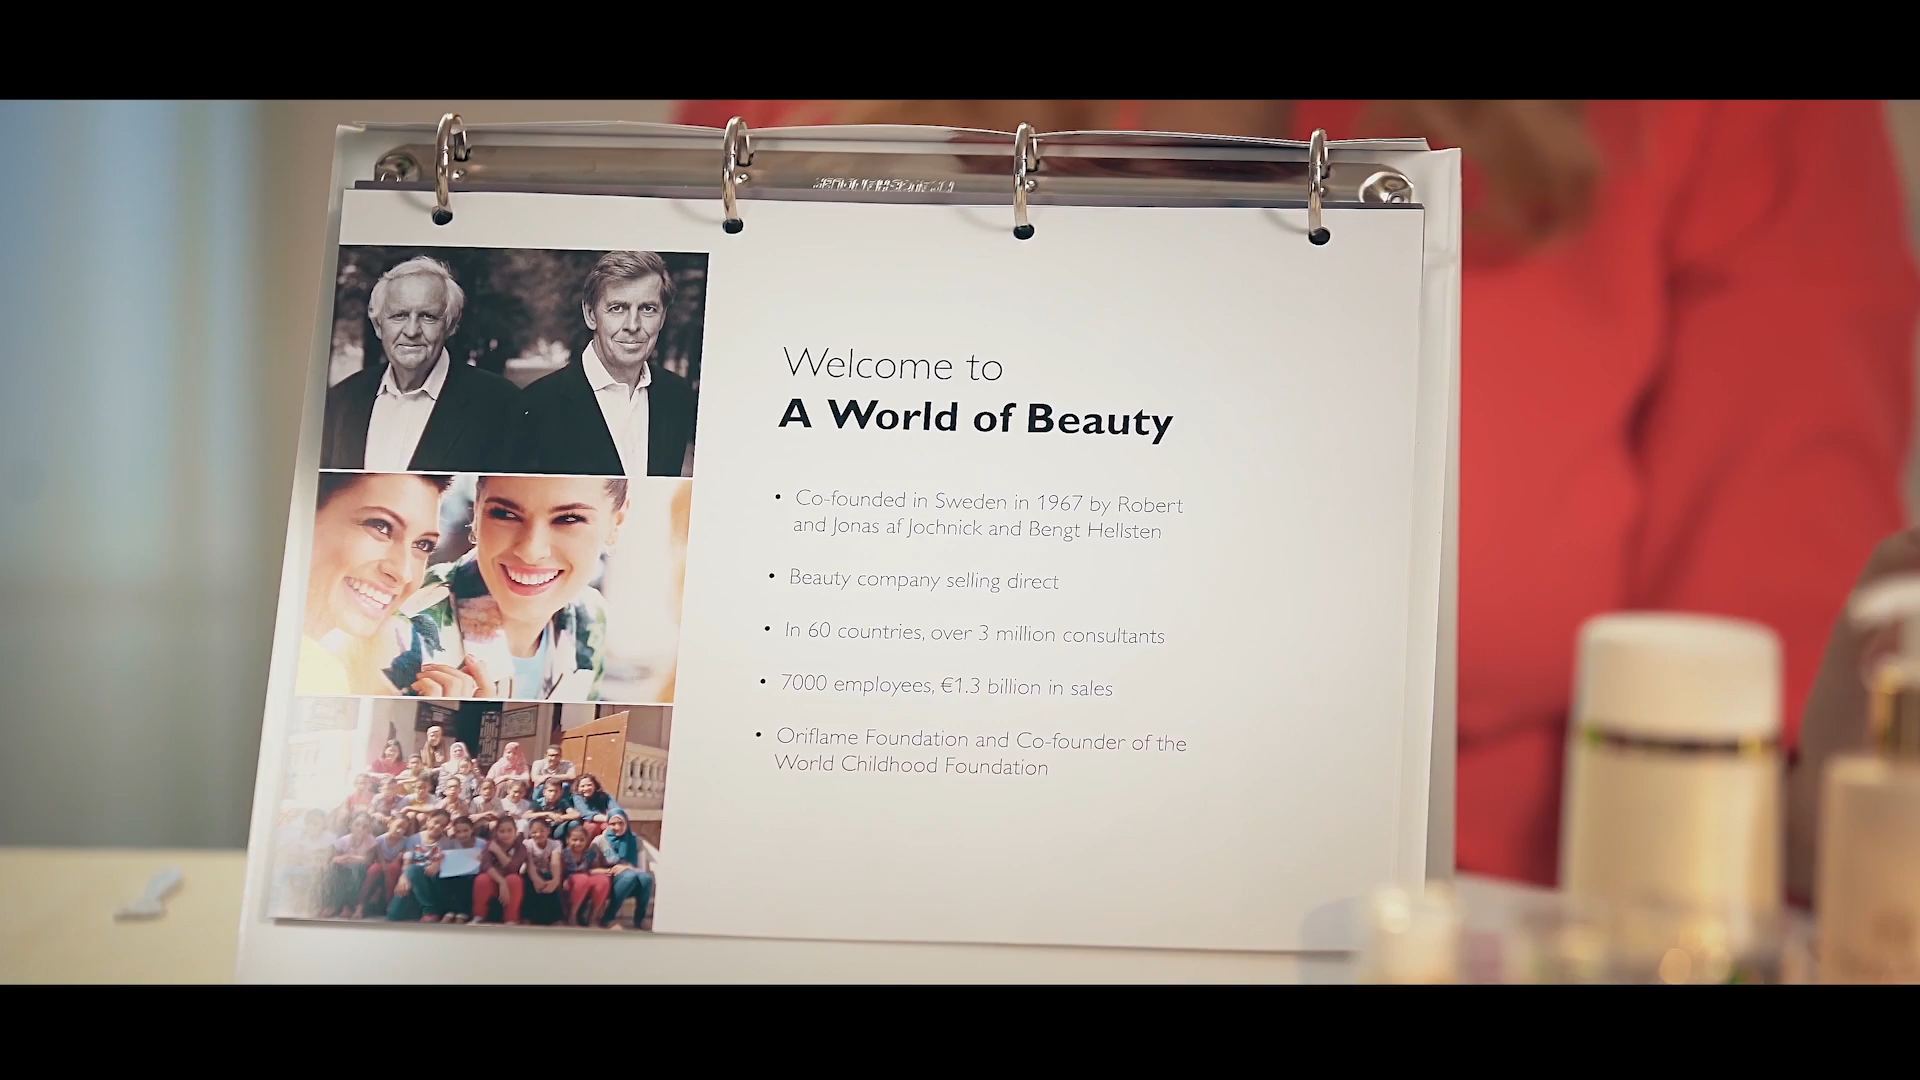 Welcome to
A World of Beauty
• Co-founded in Sweden in 1967 by Robert
and Jonas af Jochnick and Bengt Hellsten
• Beauty company selling direct
• In 60 countries, over 3 million consultants
• 7000 employees, €1.3 billion in sales
• Oriflame Foundation and Co-founder of the
World Childhood Foundation